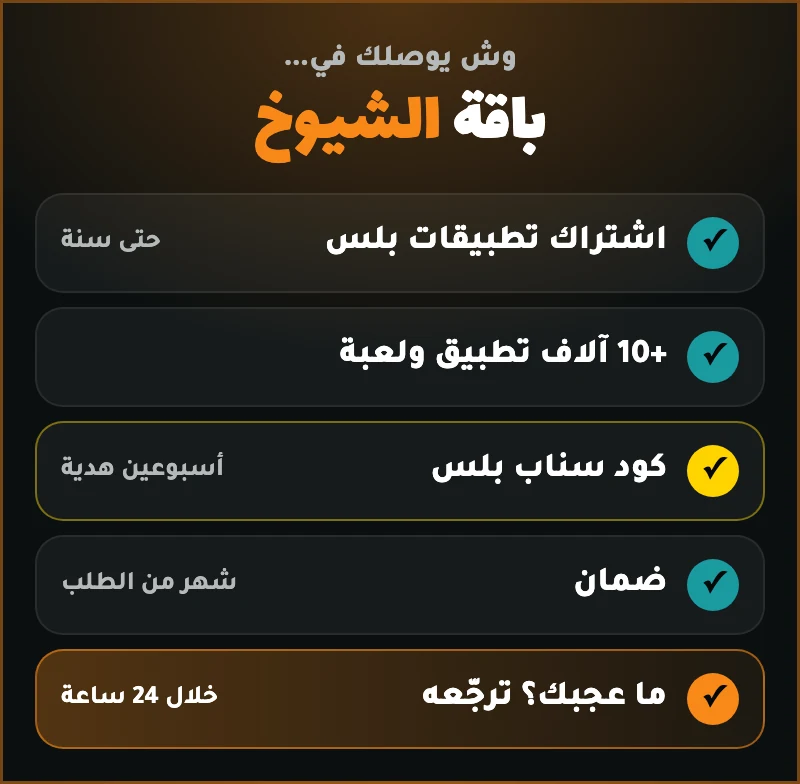 وش يوصلك في...
باقة الشيوخ
اشتراك تطبيقات بلس حتى سنة
+10 آلاف تطبيق ولعبة
كود سناب بلس أسبوعين هدية
ضمان شهر من الطلب
ما عجبك؟ ترجّعه خلال 24 ساعة